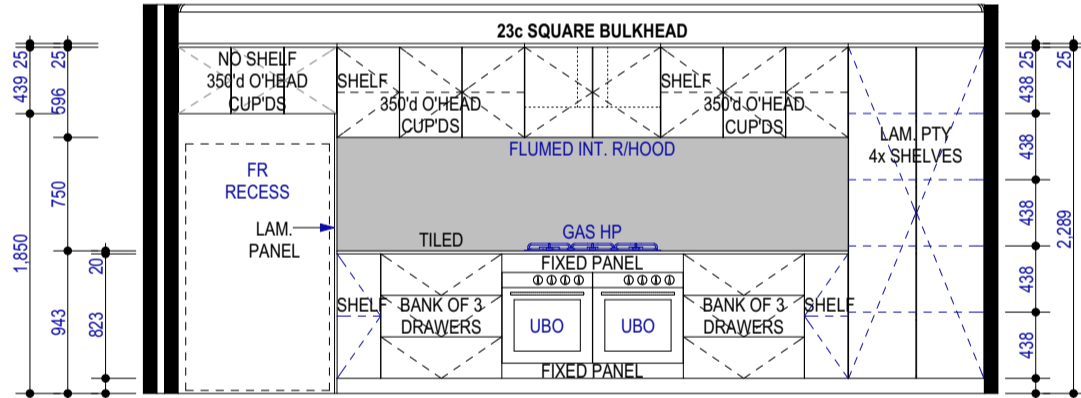 23c SQUARE BULKHEAD
NO SHELF
350'd O'HEAD
CUP'DS
SHELF
350'd O'HEAD
CUP'DS
SHELF
350'd O'HEAD
CUP'DS
LAM. PTY
4x SHELVES
FLUMED INT. R/HOOD
FR
RECESS
LAM.
PANEL
TILED
GAS HP
FIXED PANEL
SHELF
BANK OF 3
DRAWERS
UBO
UBO
BANK OF 3
DRAWERS
SHELF
FIXED PANEL
25
439
1,850
25
596
750
943
20
823
25
438
438
438
438
438
25
2,289